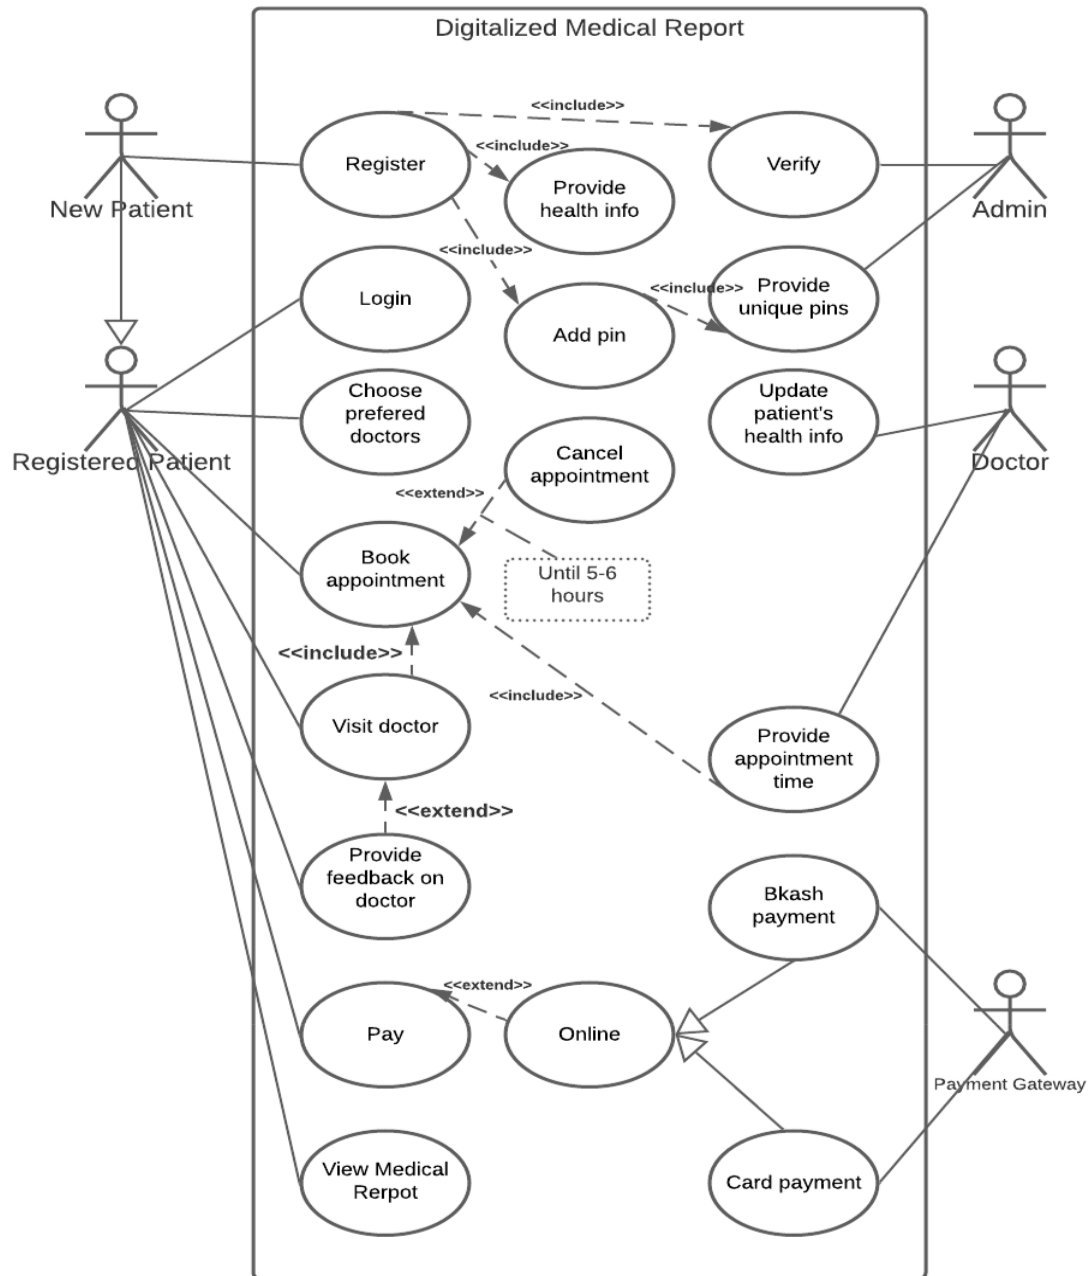 Digitalized Medical Report
<<include>>
Register
Verify
<<include>>
Provide
health info
New Patient
Admin
<<include>>
Login
Add pin
<<include>>
Provide
unique pins
Choose
prefered
doctors
Update
patient's
health info
Registered Patient
Doctor
Cancel
appointment
<<extend>>
Book
appointment
Until 5-6
hours
<<include>>
<<include>>
Visit doctor
Provide
appointment
time
<<extend>>
Provide
feedback on
doctor
Bkash
payment
<<extend>>
Pay
Online
Payment Gateway
View Medical
Rerpot
Card payment